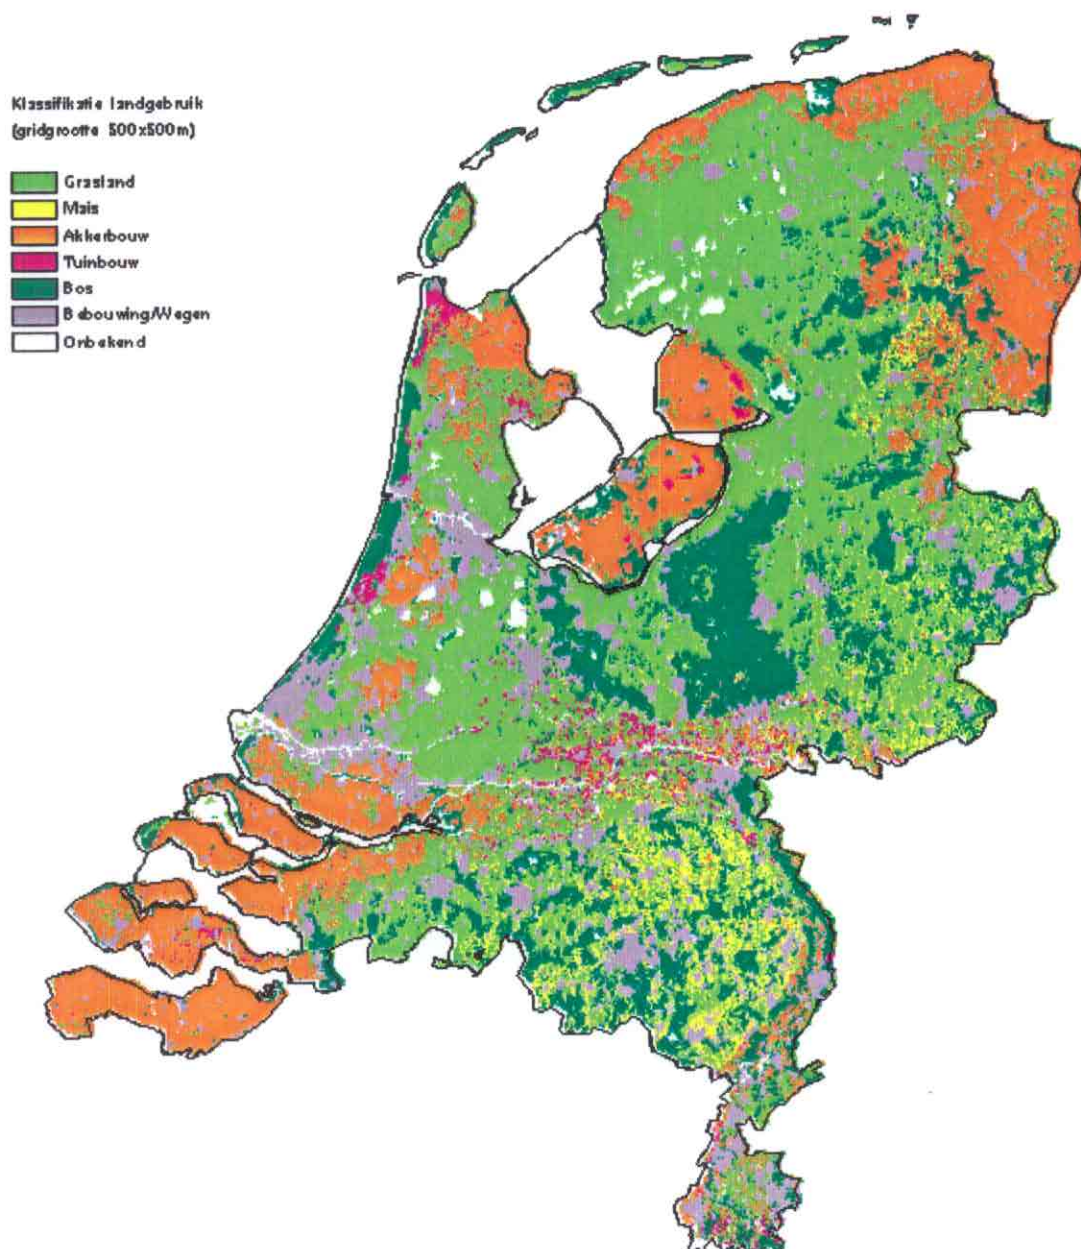 Klassifikatie landgebruik
(gridgrootte 500x500m)
Grasland
Mais
Akkerbouw
Tuinbouw
Bos
Bebouwing/Wegen
Onbekend